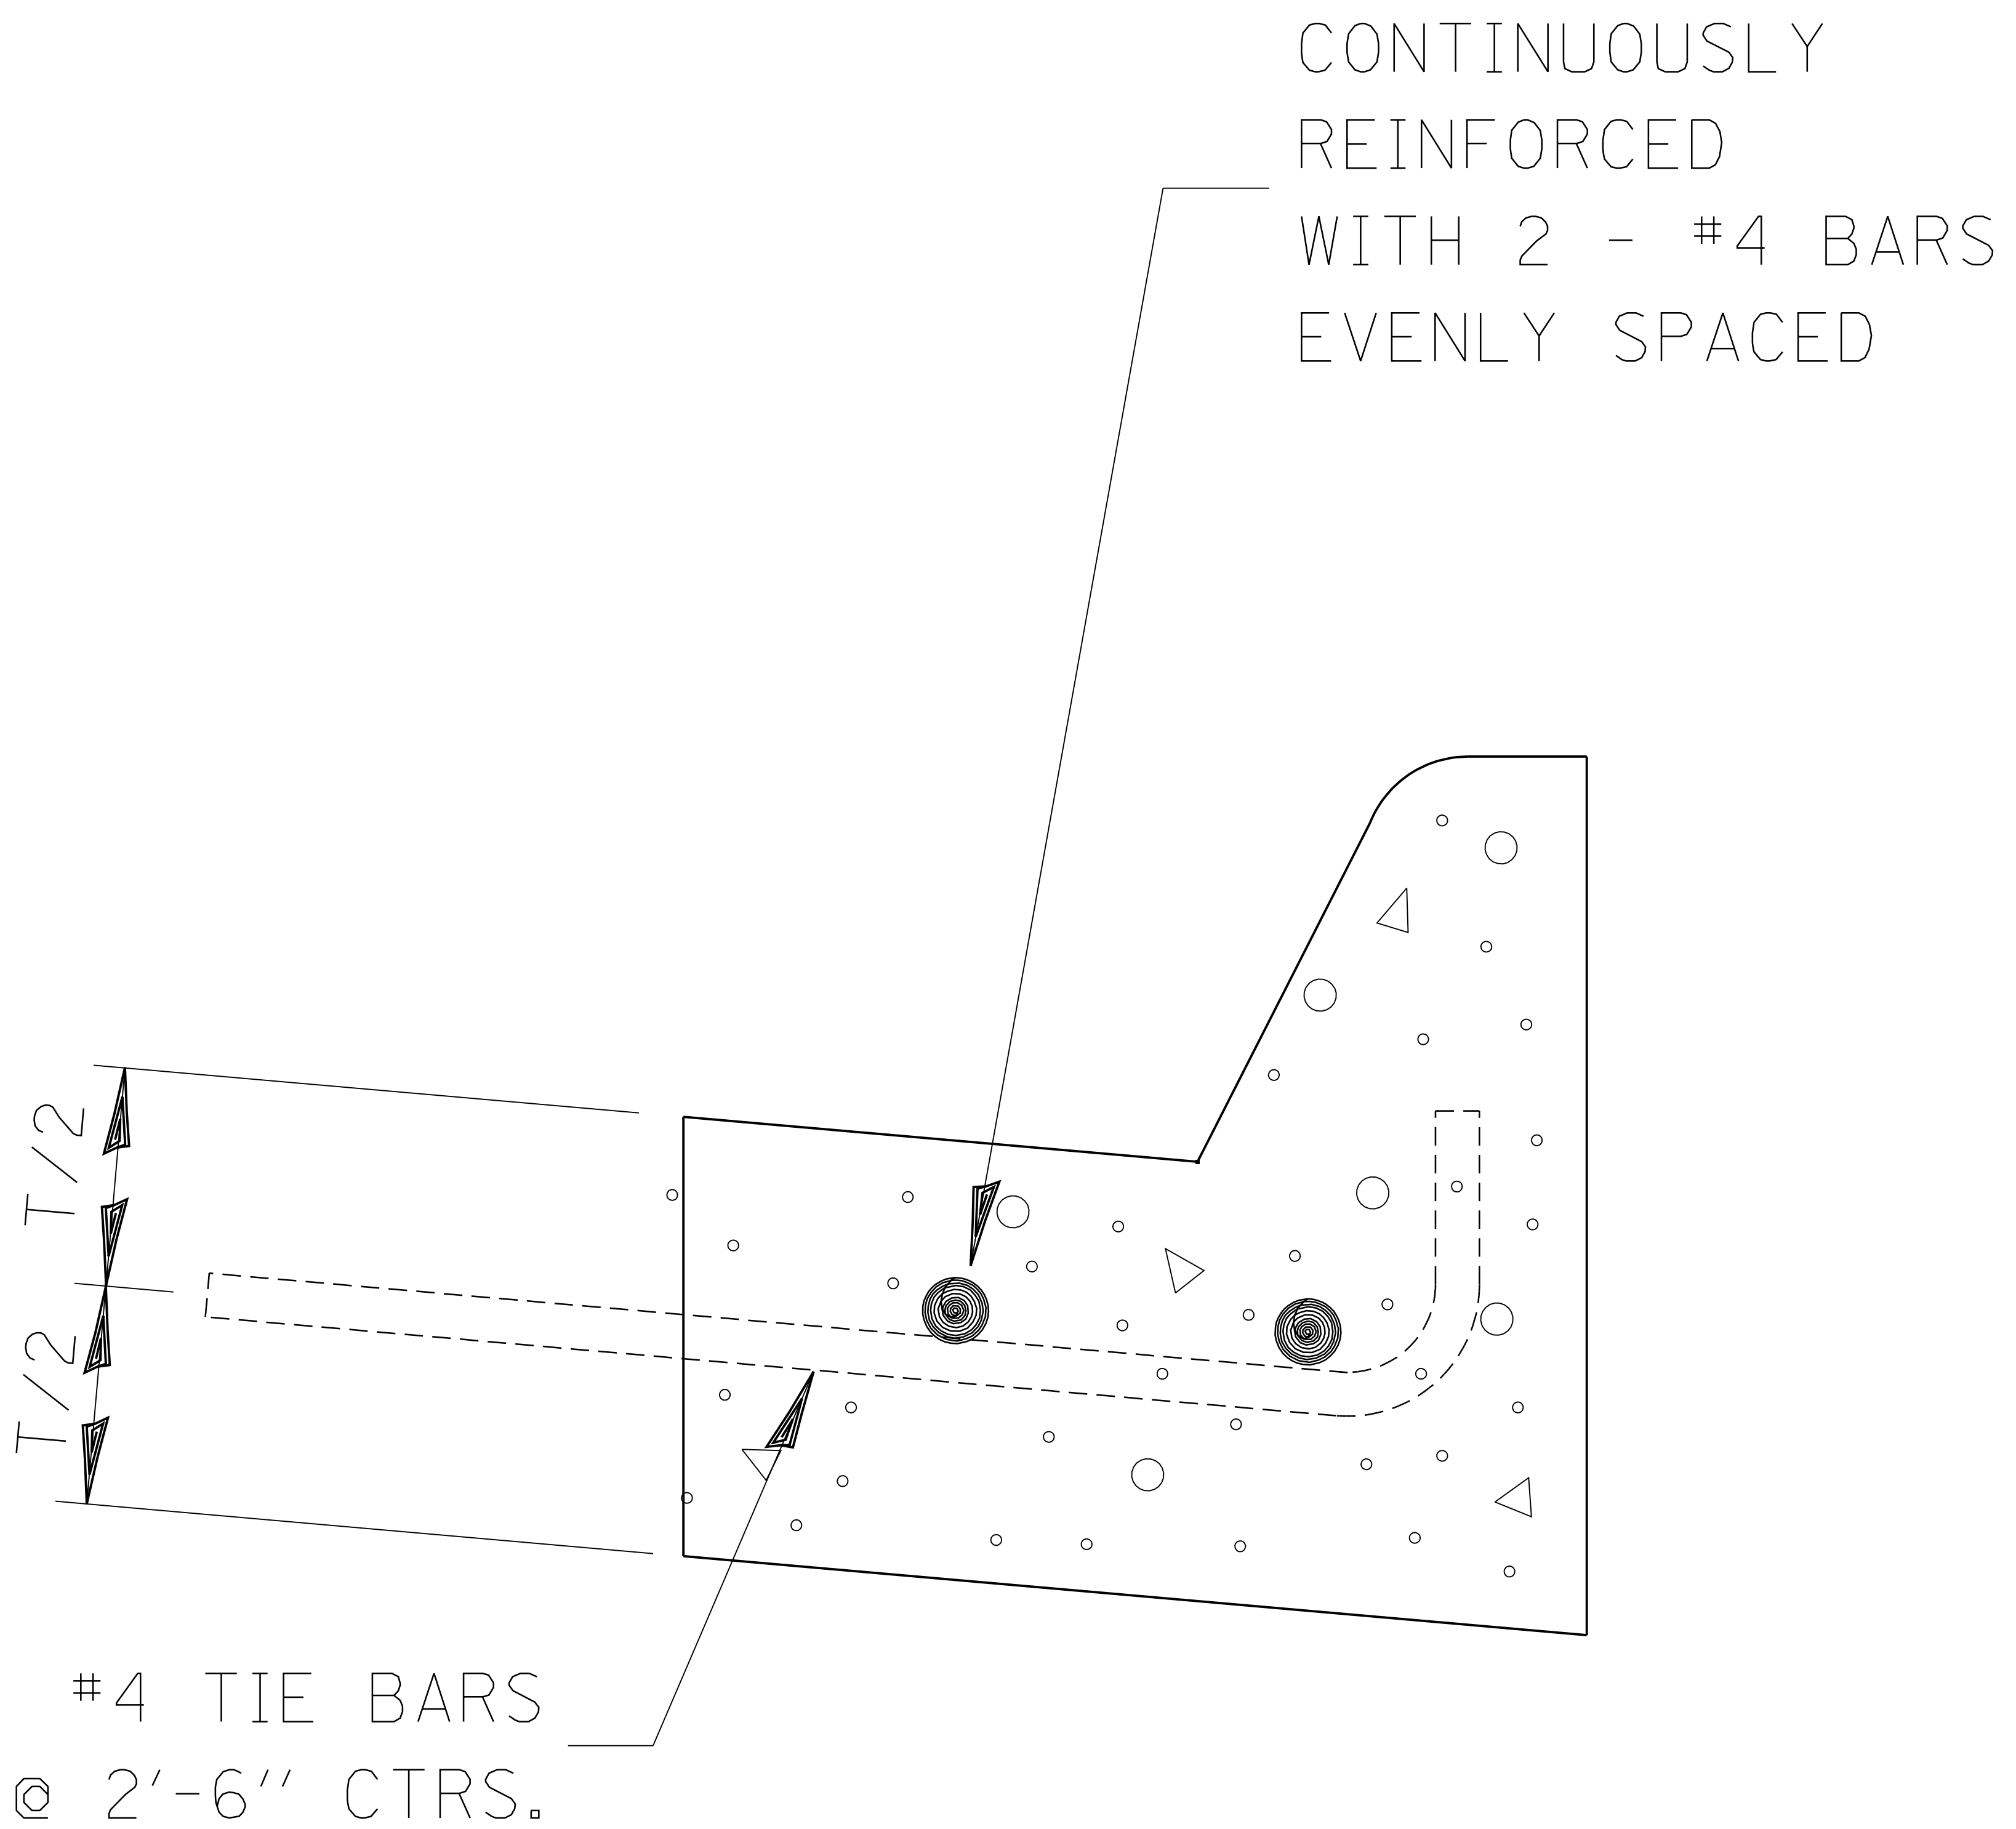 CONTINUOUSLY
REINFORCED
WITH 2 - #4 BARS
EVENLY SPACED
T/2
T/2
#4 TIE BARS
@ 2'-6'' CTRS.